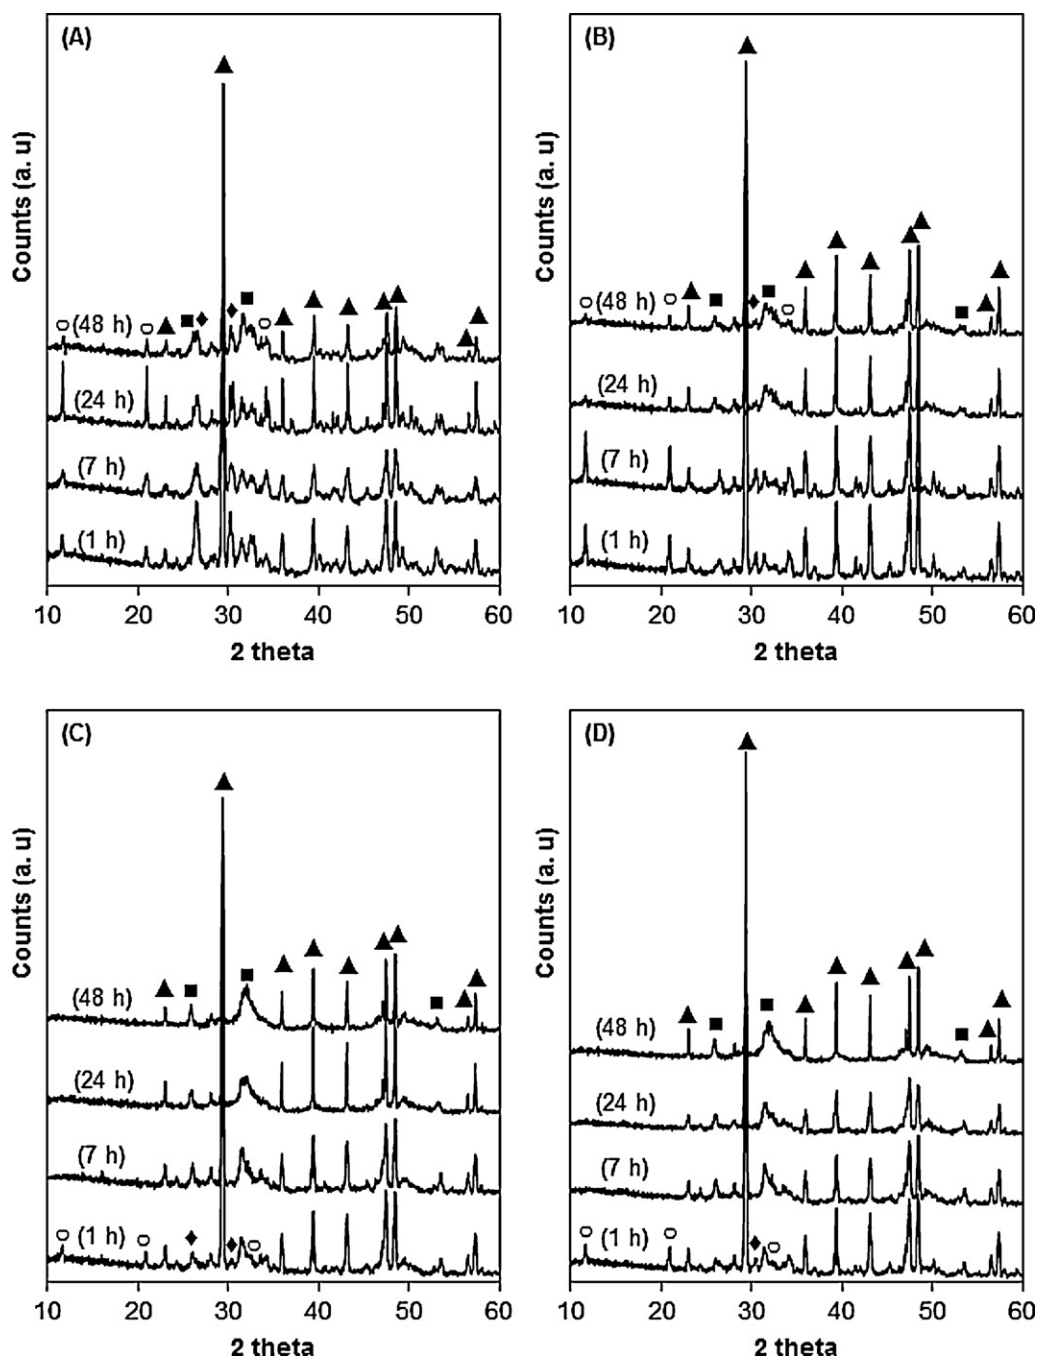 (A)
Counts (a. u)
(48 h)
(24 h)
(7 h)
(1 h)
10 20 30 40 50 60
2 theta
(B)
Counts (a. u)
(48 h)
(24 h)
(7 h)
(1 h)
10 20 30 40 50 60
2 theta
(C)
Counts (a. u)
(48 h)
(24 h)
(7 h)
(1 h)
10 20 30 40 50 60
2 theta
(D)
Counts (a. u)
(48 h)
(24 h)
(7 h)
(1 h)
10 20 30 40 50 60
2 theta